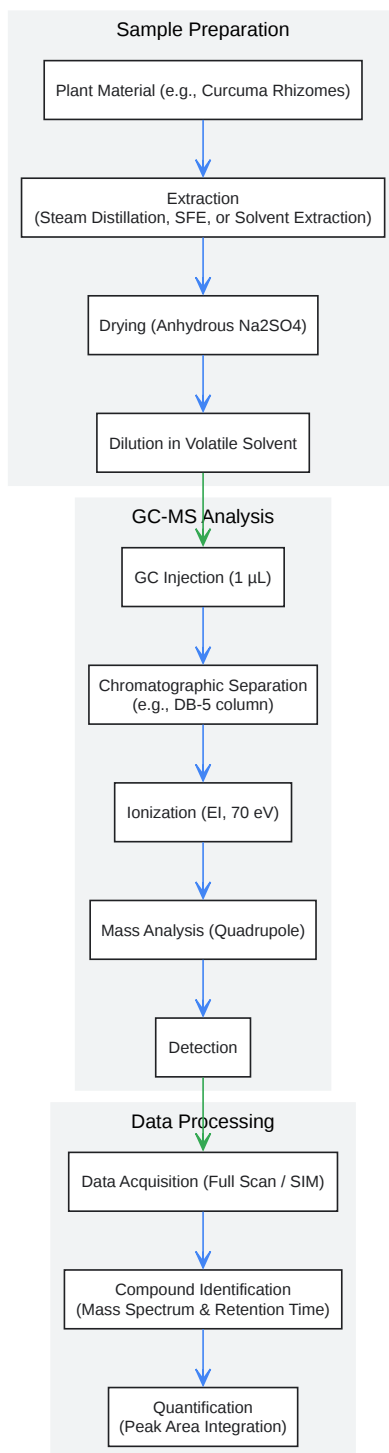 Sample Preparation
Plant Material (e.g., Curcuma Rhizomes)
Extraction
(Steam Distillation, SFE, or Solvent Extraction)
Drying (Anhydrous Na2SO4)
Dilution in Volatile Solvent
GC-MS Analysis
GC Injection (1 µL)
Chromatographic Separation
(e.g., DB-5 column)
Ionization (EI, 70 eV)
Mass Analysis (Quadrupole)
Detection
Data Processing
Data Acquisition (Full Scan / SIM)
Compound Identification
(Mass Spectrum & Retention Time)
Quantification
(Peak Area Integration)